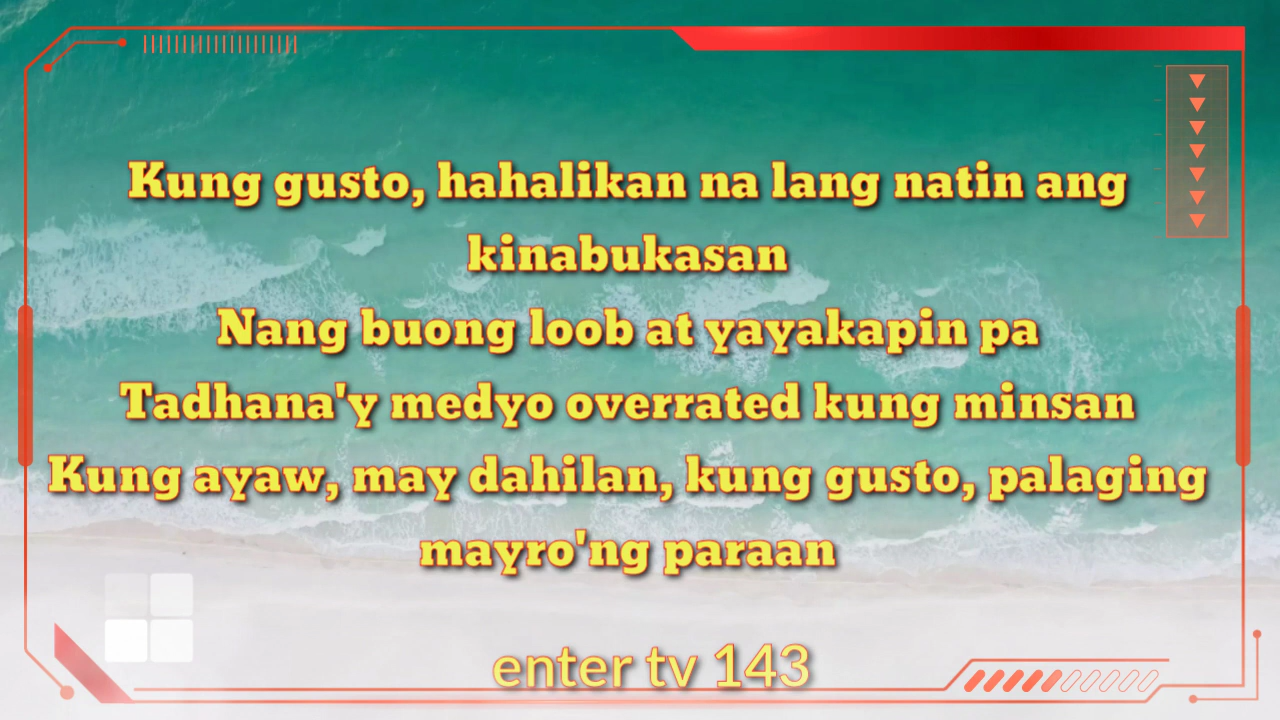 Kung gusto, hahalikan na lang natin ang
kinabukasan
Nang buong loob at yayakapin pa
Tadhana'y medyo overrated kung minsan
Kung ayaw, may dahilan, kung gusto, palaging
mayro'ng paraan
enter tv 143